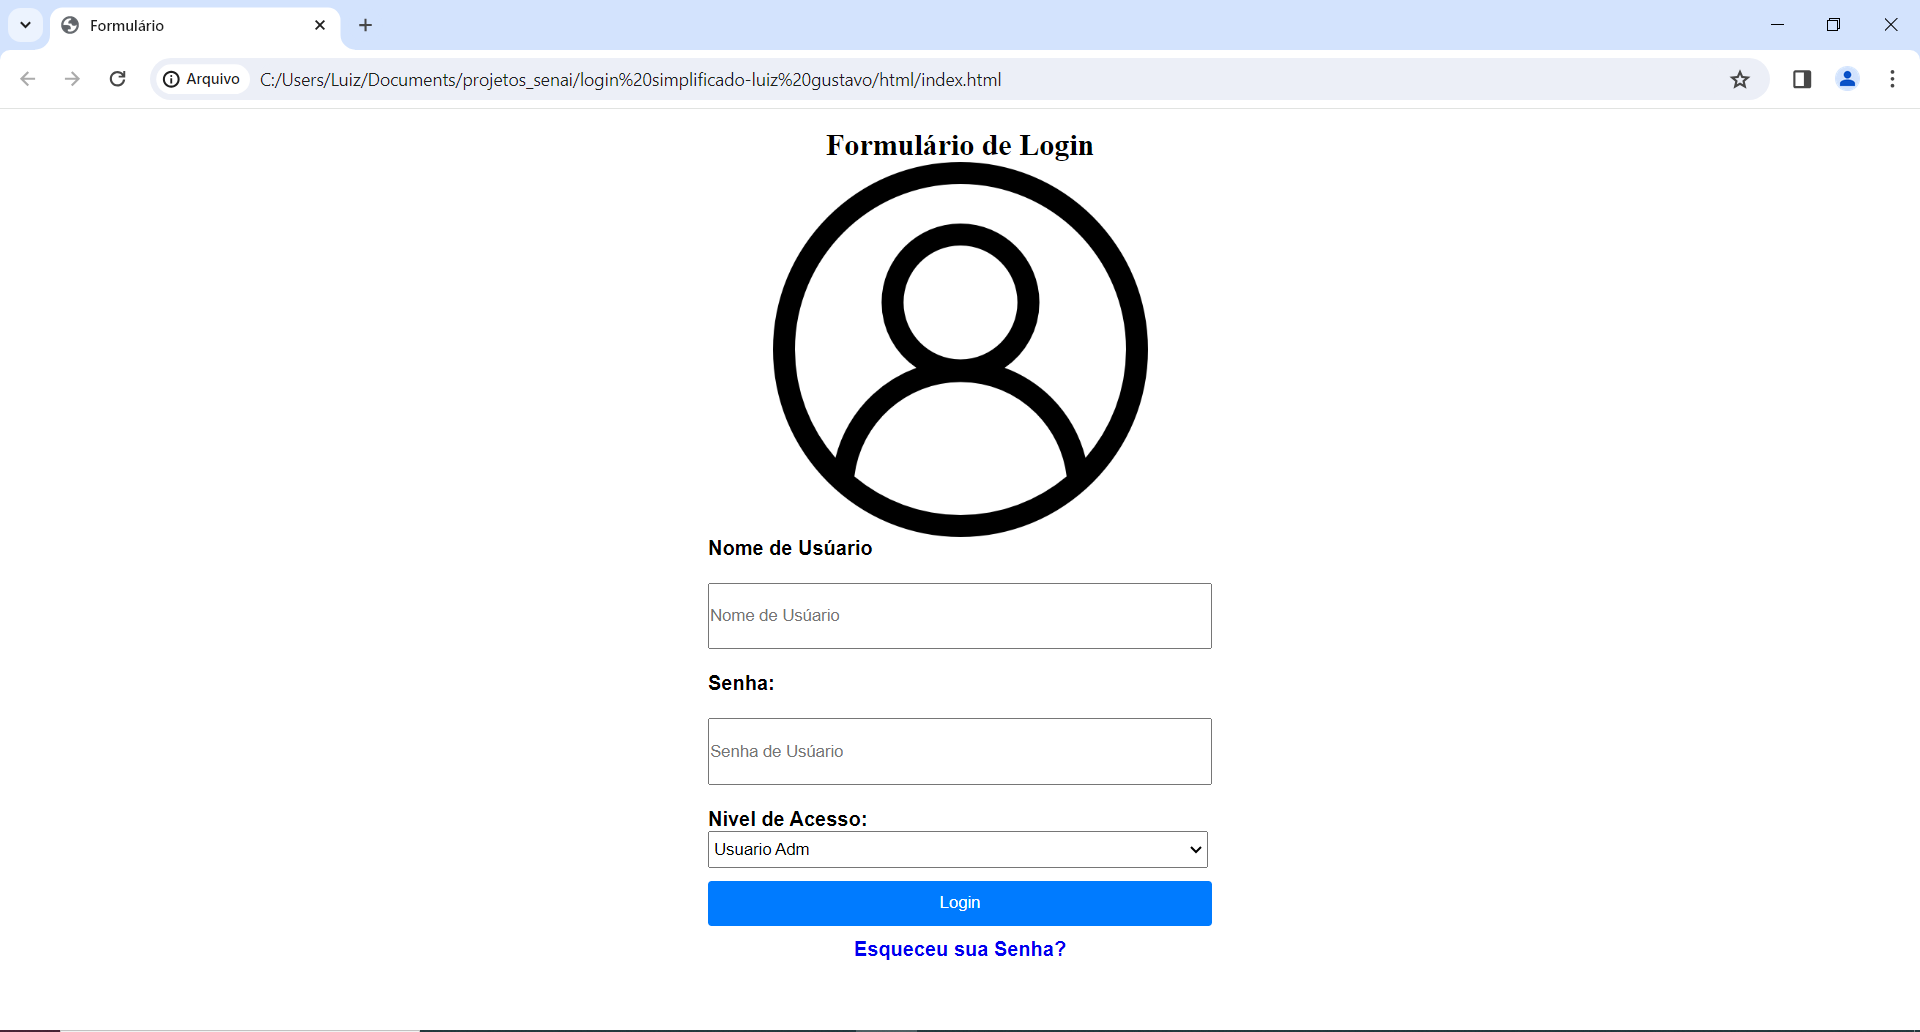 Formulário
Arquivo
C:/Users/Luiz/Documents/projetos_senai/login%20simplificado-luiz%20gustavo/html/index.html
Formulário de Login
Nome de Usúario
Nome de Usúario
Senha:
Senha de Usúario
Nivel de Acesso:
Usuario Adm
Login
Esqueceu sua Senha?